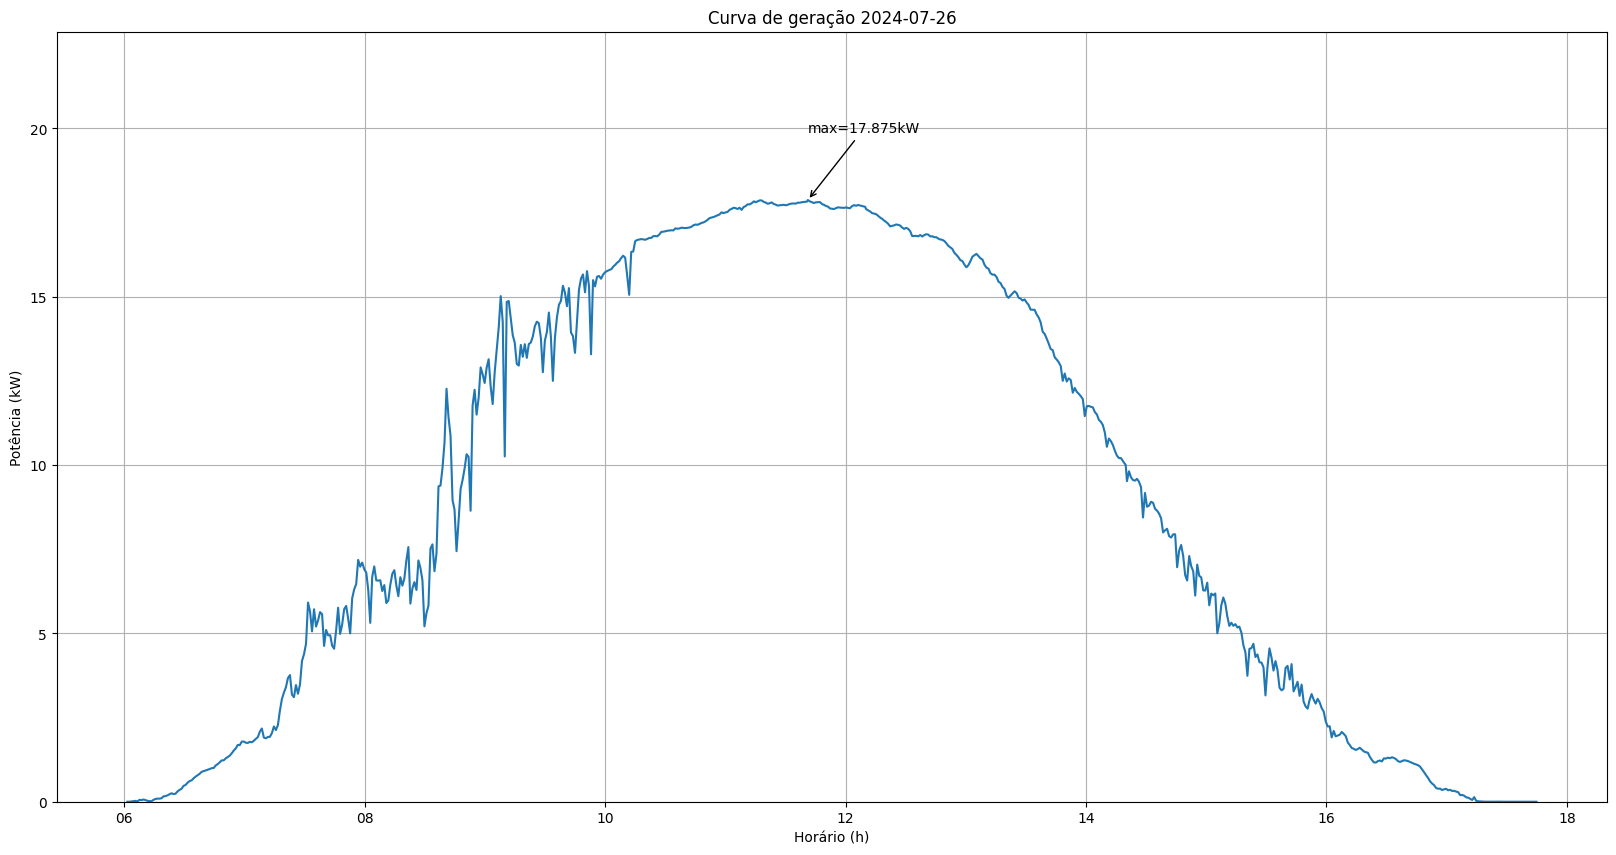 Curva de geração 2024-07-26
max=17.875kW
Potência (kW)
20
15
10
5
0
06 08 10 12 14 16 18
Horário (h)